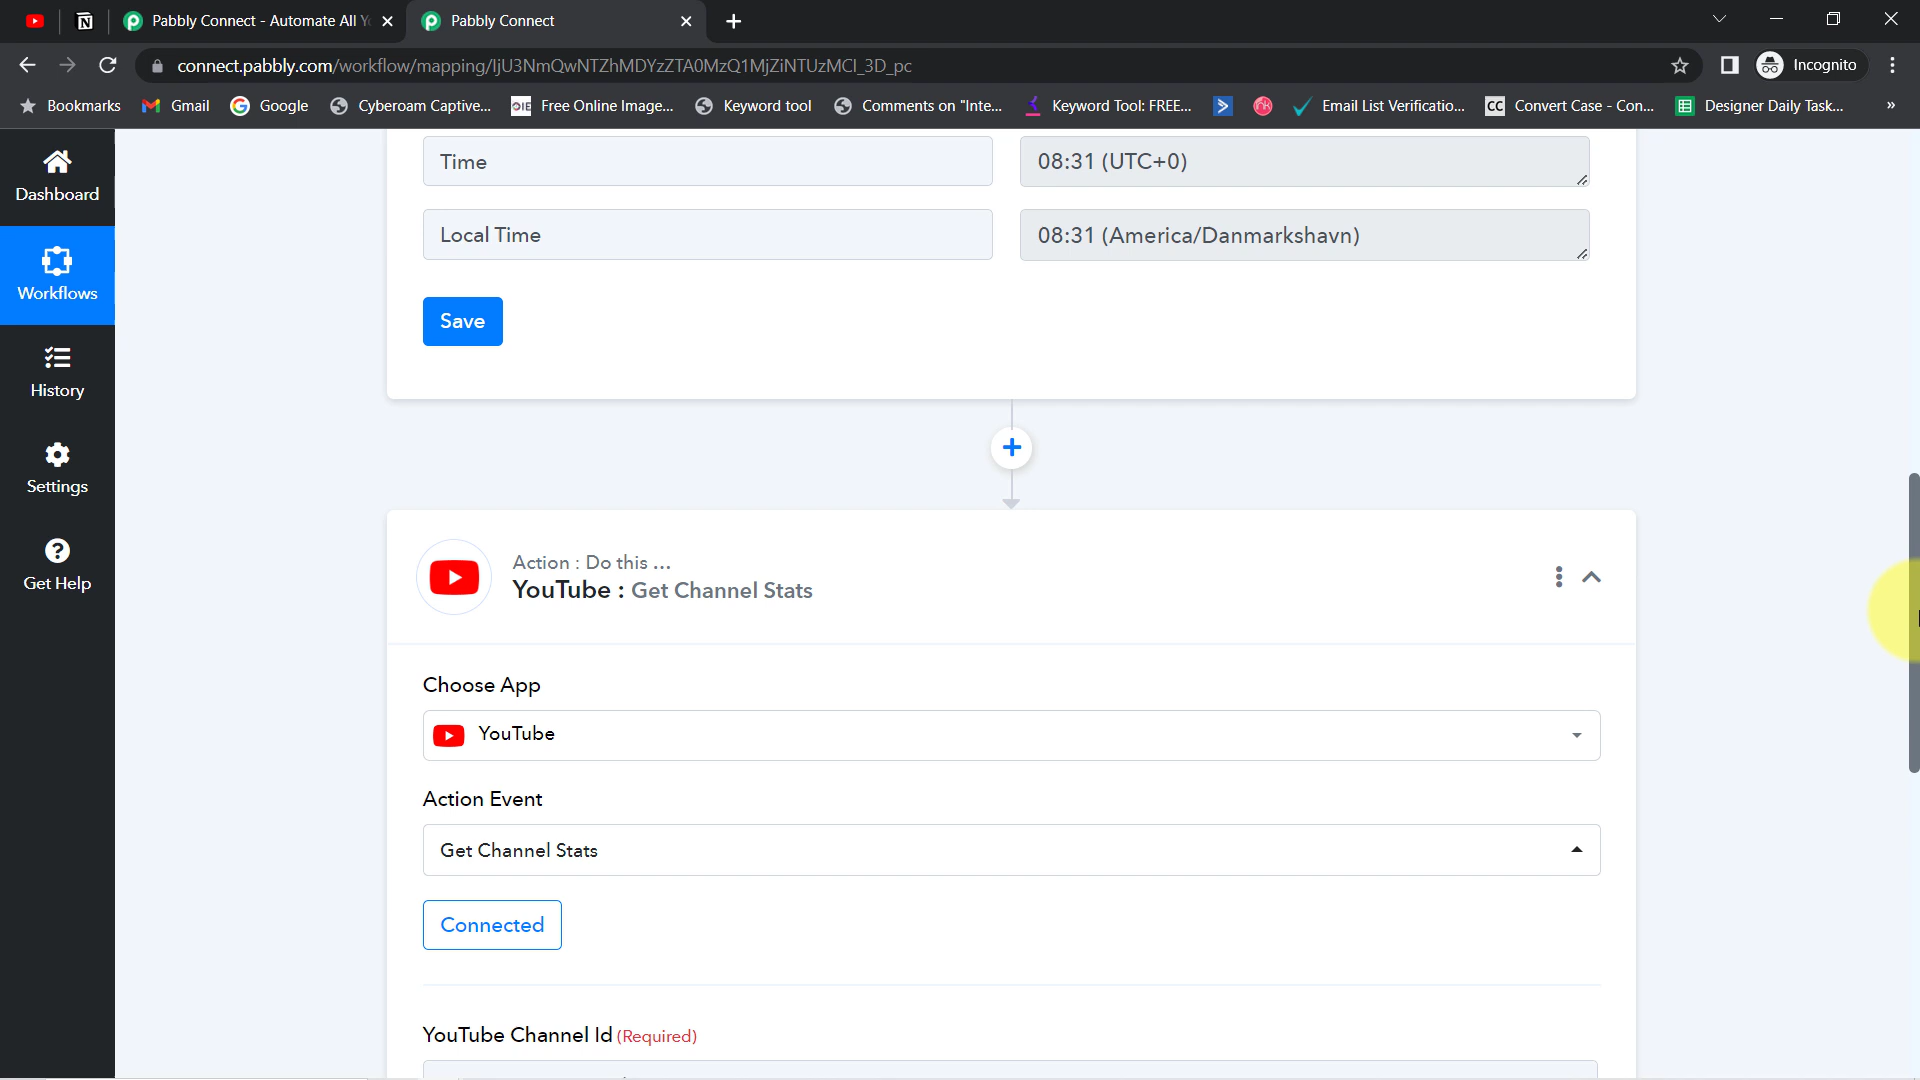 Pabbly Connect - Automate All Y
Pabbly Connect
connect.pabbly.com/workflow/mapping/IjU3NmQwNTZhMDYzZTA0MzQ1MjZiNTUzMCI_3D_pc
Incognito
Bookmarks
Gmail
Google
Cyberoam Captive...
OIE
Free Online Image...
Keyword tool
Comments on "Inte...
Keyword Tool: FREE...
Email List Verificatio...
CC
Convert Case - Con...
Designer Daily Task...
»
Dashboard
Workflows
History
Settings
Get Help
Time
08:31 (UTC+0)
Local Time
08:31 (America/Danmarkshavn)
Save
Action : Do this ...
YouTube : Get Channel Stats
Choose App
YouTube
Action Event
Get Channel Stats
Connected
YouTube Channel Id (Required)